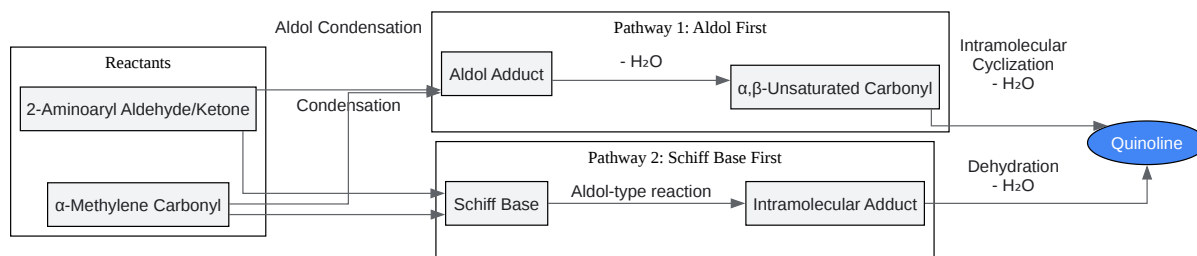 Aldol Condensation
Pathway 1: Aldol First
Reactants
Aldol Adduct
- H₂O
α,β-Unsaturated Carbonyl
Intramolecular
Cyclization
- H₂O
2-Aminoaryl Aldehyde/Ketone
Condensation
Quinoline
Pathway 2: Schiff Base First
α-Methylene Carbonyl
Schiff Base
Aldol-type reaction
Intramolecular Adduct
Dehydration
- H₂O